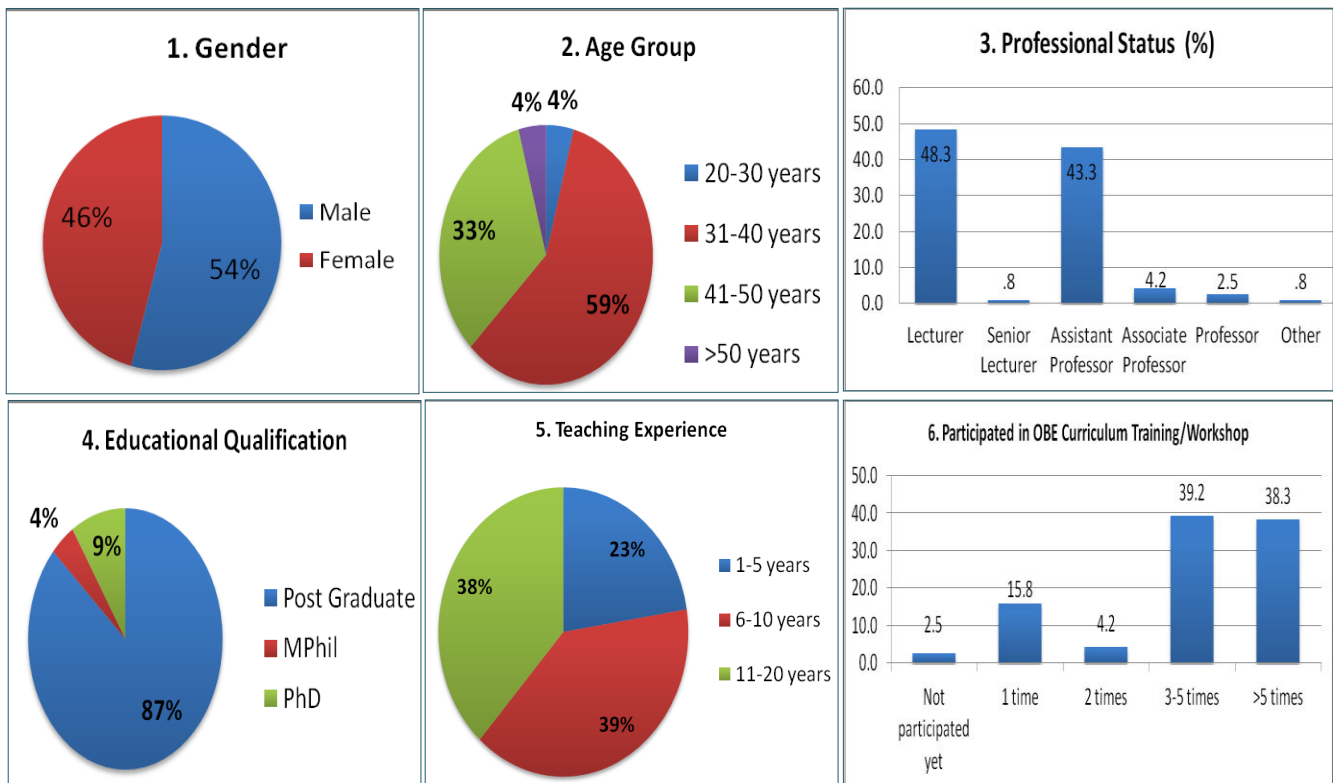 1. Gender
46%
54%
Male
Female
2. Age Group
4%
4%
33%
59%
20-30 years
31-40 years
41-50 years
>50 years
3. Professional Status (%)
60.0
50.0
40.0
30.0
20.0
10.0
0.0
48.3
.8
43.3
4.2
2.5
.8
Lecturer
Senior
Lecturer
Assistant
Professor
Associate
Professor
Professor
Other
4. Educational Qualification
4%
9%
87%
Post Graduate
MPhil
PhD
5. Teaching Experience
23%
38%
39%
1-5 years
6-10 years
11-20 years
6. Participated in OBE Curriculum Training/Workshop
50.0
40.0
30.0
20.0
10.0
0.0
2.5
15.8
4.2
39.2
38.3
Not
participated
yet
1 time
2 times
3-5 times
>5 times